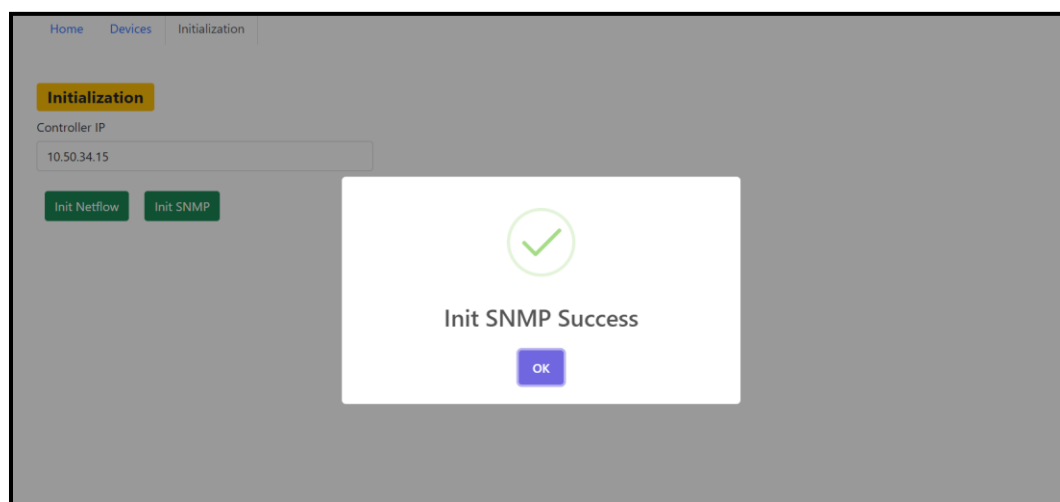 Home Devices Initialization
Initialization
Controller IP
10.50.34.15
Init Netflow Init SNMP
Init SNMP Success
OK